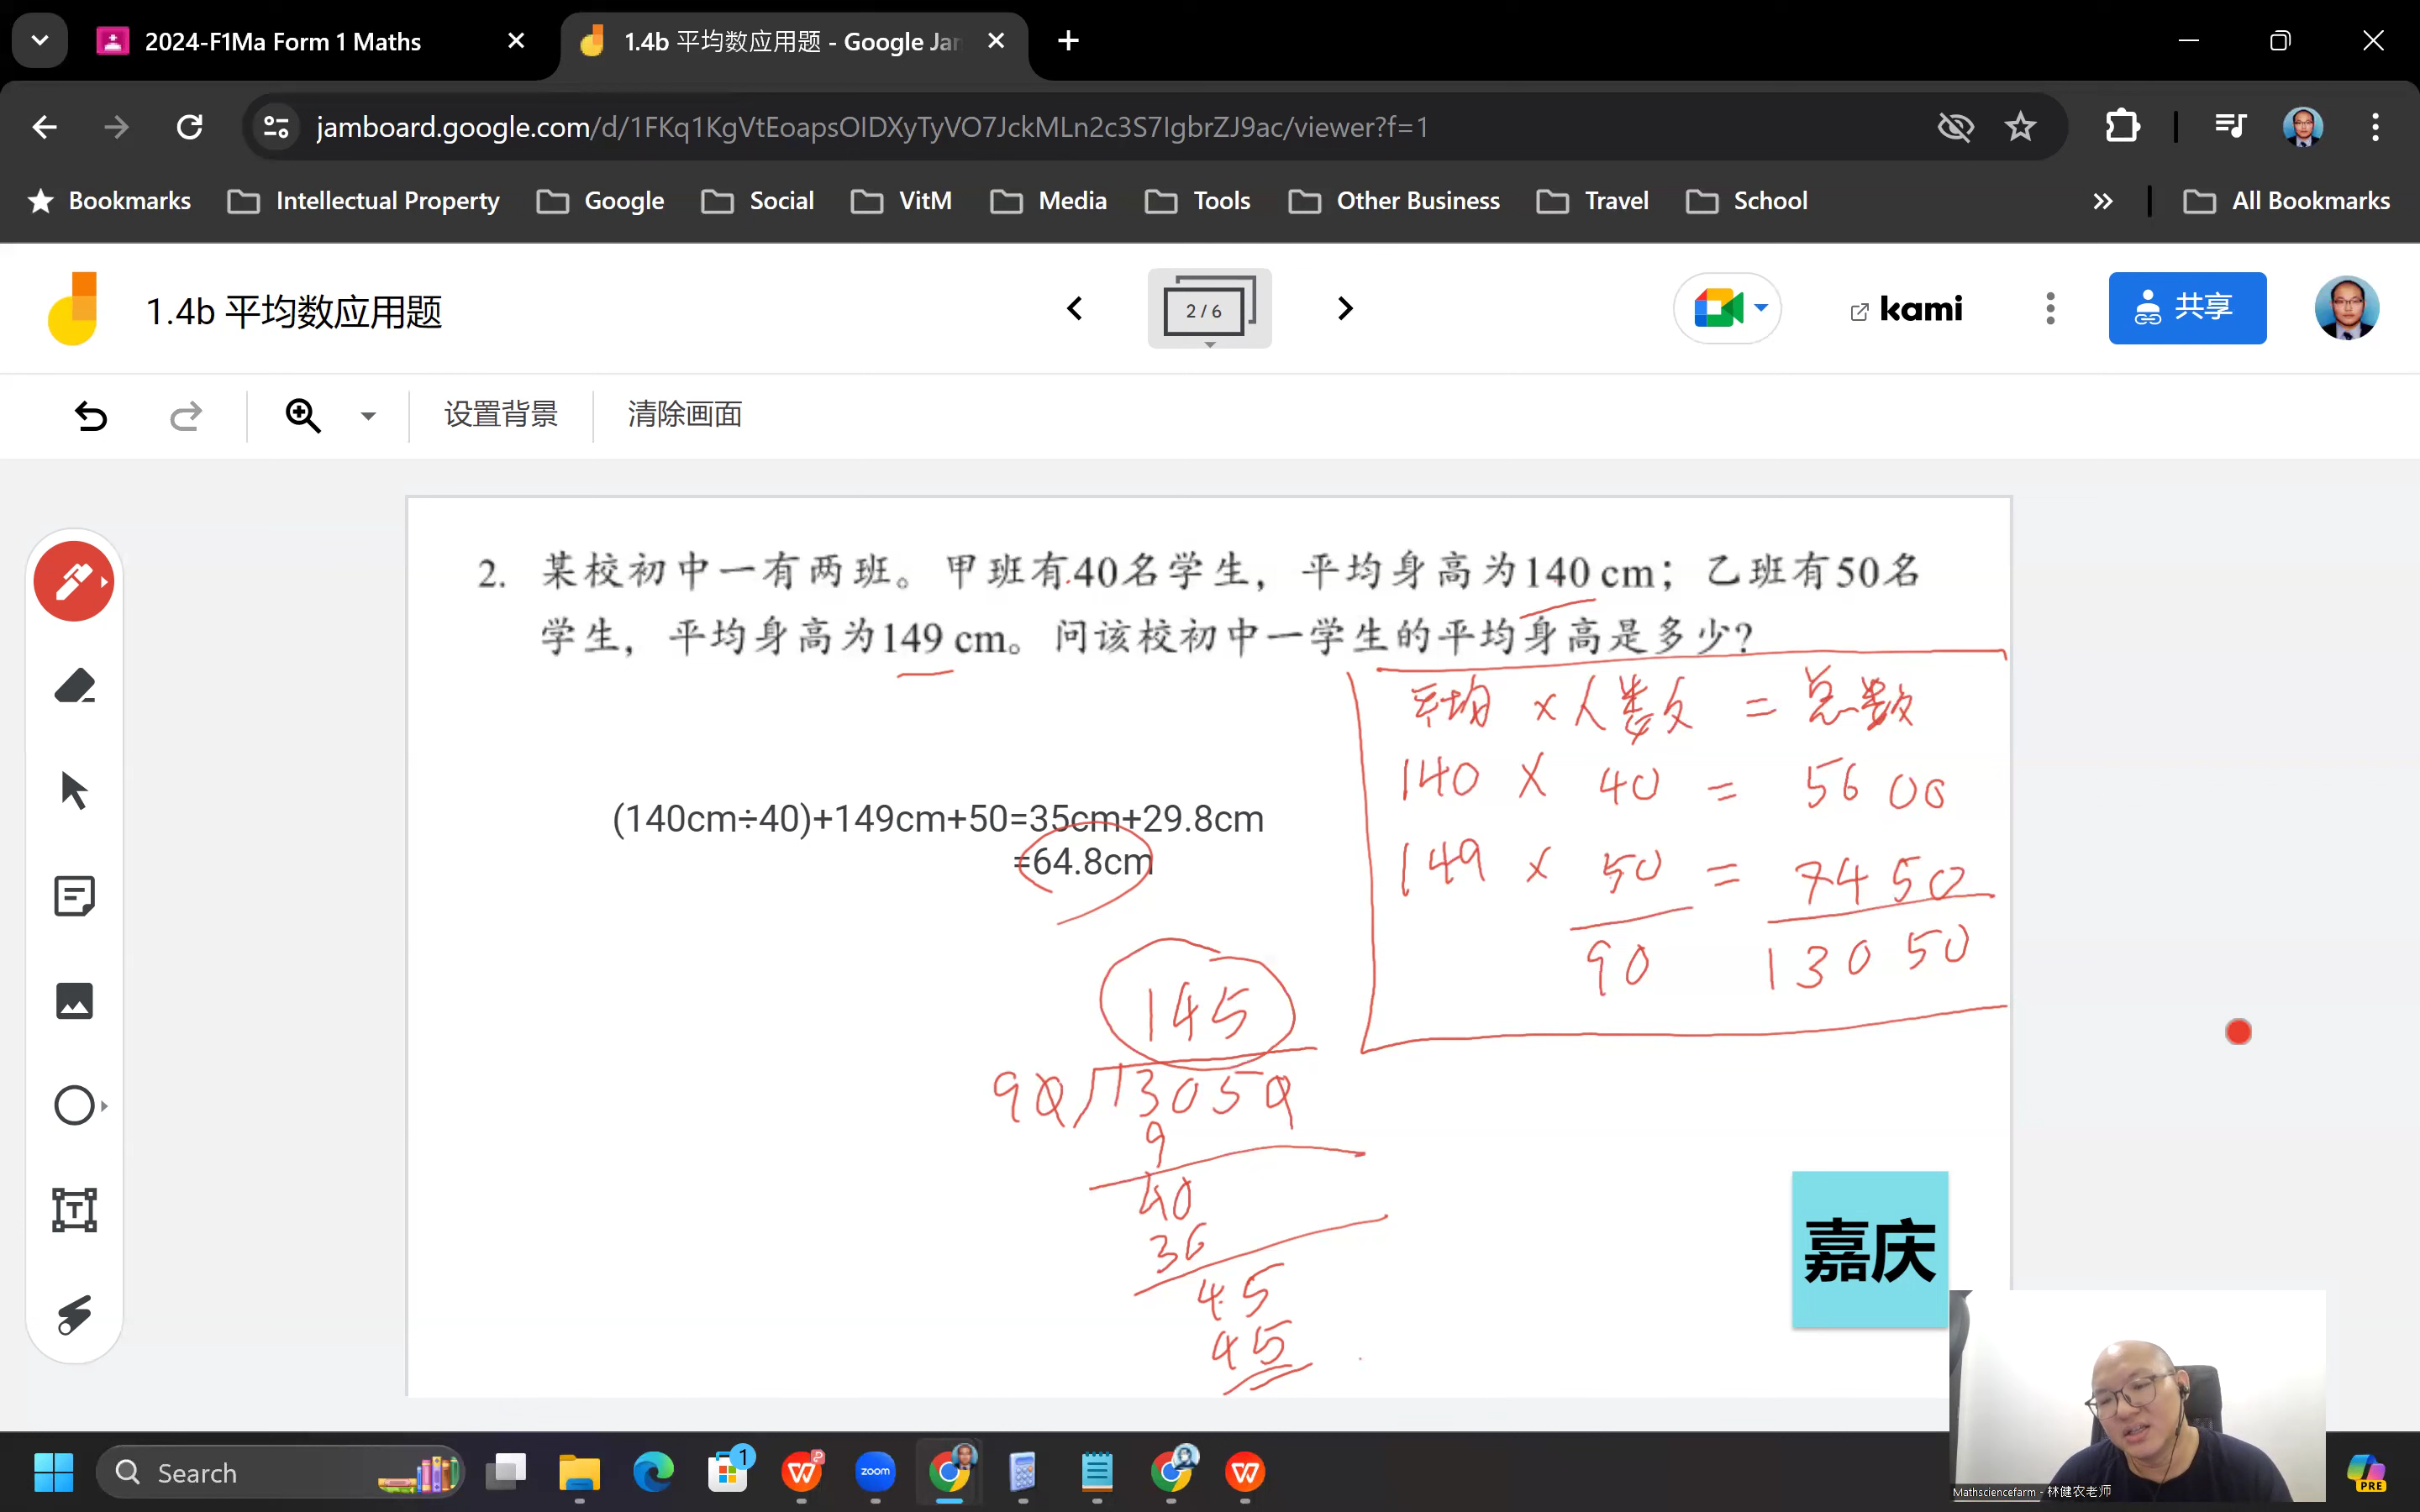 2024-F1Ma Form 1 Maths
1.4b 平均数应用题 - Google Jam
jamboard.google.com/d/1FKq1KgVtEoapsOIDXyTyVO7JckMLn2c3S7IgbrZJ9ac/viewer?f=1
Bookmarks Intellectual Property Google Social VitM Media Tools Other Business Travel School All Bookmarks
1.4b 平均数应用题
2 / 6
kami
共享
设置背景 清除画面
2. 某校初中一有两班。甲班有40名学生，平均身高为140 cm；乙班有50名
学生，平均身高为149 cm。问该校初中一学生的平均身高是多少?
平均 × 人数 = 总数
140 × 40 = 5600
149 × 50 = 7450
90 13050
(140cm÷40)+149cm+50=35cm+29.8cm
=64.8cm
145
90 13050
9
40
36
45
45
嘉庆
Mathsciencefarm - 林健农老师
Search
1
zoom
PRE